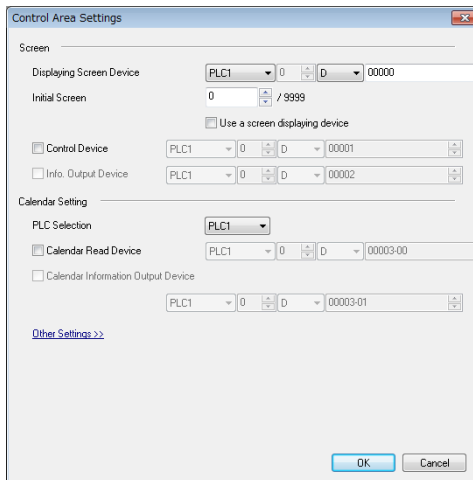 Control Area Settings
Screen
Displaying Screen Device PLC1 0 D 00000
Initial Screen 0 / 9999
Use a screen displaying device
Control Device PLC1 0 D 00001
Info. Output Device PLC1 0 D 00002
Calendar Setting
PLC Selection PLC1
Calendar Read Device PLC1 0 D 00003-00
Calendar Information Output Device
PLC1 0 D 00003-01
Other Settings >>
OK Cancel